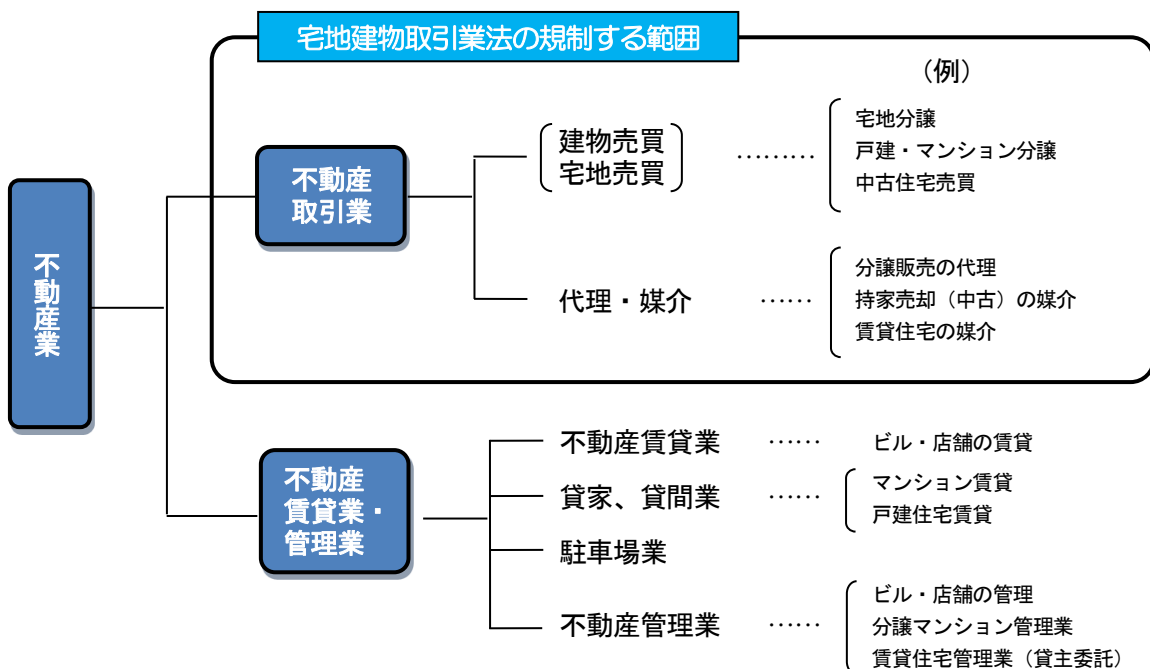 宅地建物取引業法の規制する範囲
（例）
不動産業
不動産
取引業
建物売買
宅地売買
………
宅地分譲
戸建・マンション分譲
中古住宅売買
代理・媒介
……
分譲販売の代理
持家売却（中古）の媒介
賃貸住宅の媒介
不動産
賃貸業・
管理業
不動産賃貸業
……
ビル・店舗の賃貸
貸家、貸間業
……
マンション賃貸
戸建住宅賃貸
駐車場業
不動産管理業
……
ビル・店舗の管理
分譲マンション管理業
賃貸住宅管理業（貸主委託）